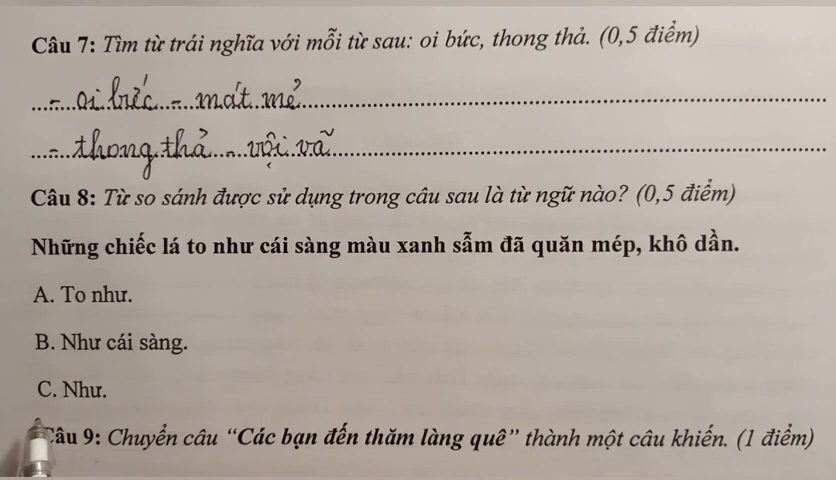 Câu 7: Tìm từ trái nghĩa với mỗi từ sau: oi bức, thong thả. (0,5 điểm)
- oi bức - mát mẻ
- thong thả - vội vã
Câu 8: Từ so sánh được sử dụng trong câu sau là từ ngữ nào? (0,5 điểm)
Những chiếc lá to như cái sàng màu xanh sẫm đã quăn mép, khô dần.
A. To như.
B. Như cái sàng.
C. Như.
Câu 9: Chuyển câu “Các bạn đến thăm làng quê” thành một câu khiến. (1 điểm)